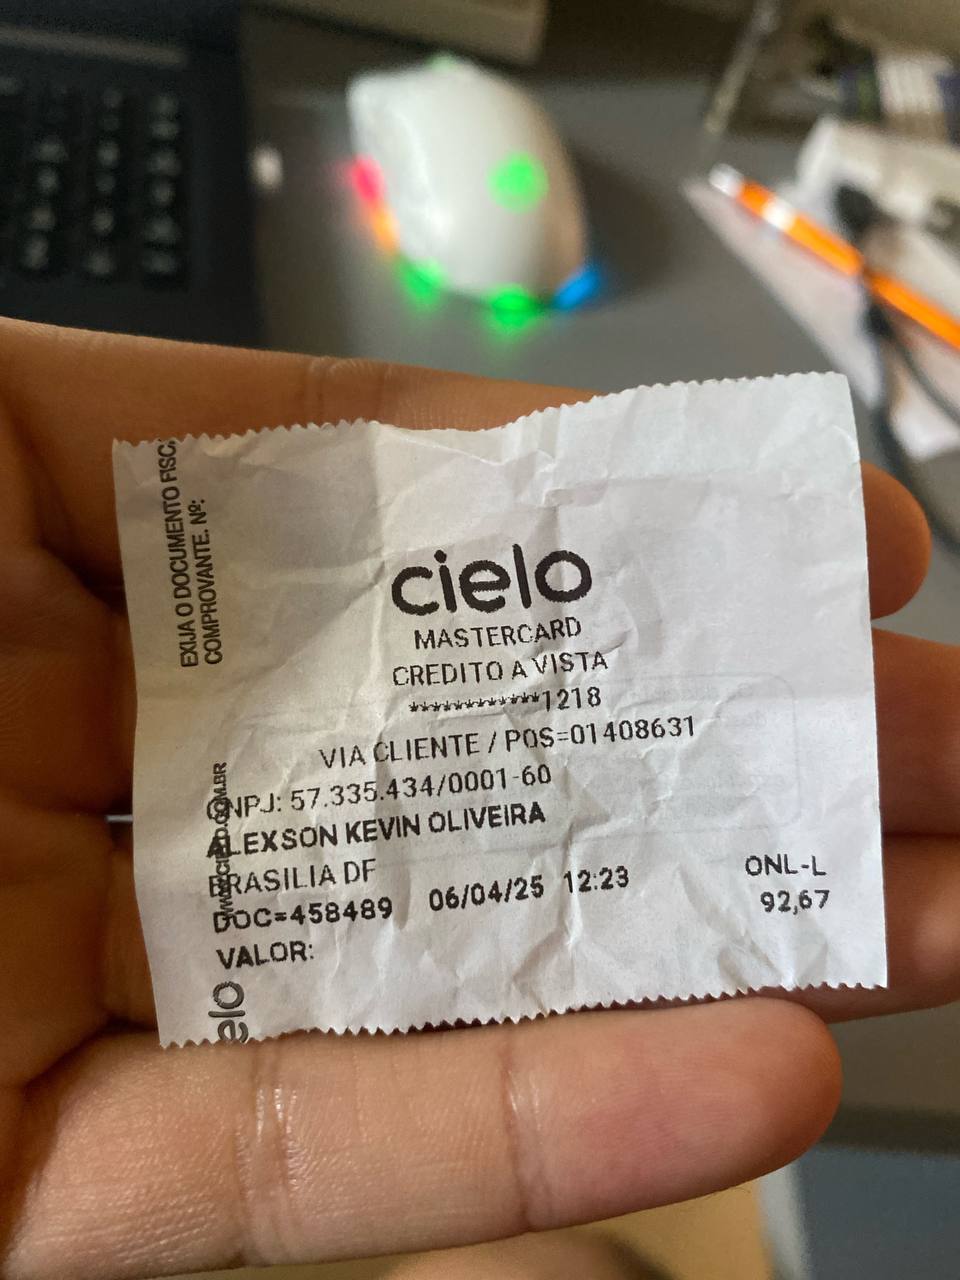 EXIJA O DOCUMENTO FISC
COMPROVANTE. Nº:
cielo
MASTERCARD
CREDITO A VISTA
************1218
VIA CLIENTE / POS=01408631
CNPJ: 57.335.434/0001-60
ALEXSON KEVIN OLIVEIRA
BRASILIA DF
DOC=458489 06/04/25 12:23 ONL-L
VALOR: 92,67
WWW.CIELO.COM.BR
elo